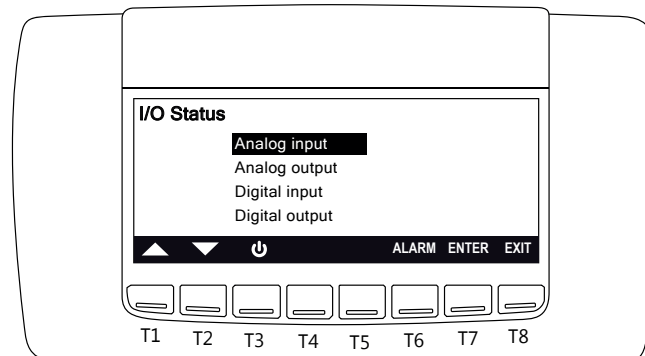 I/O Status
Analog input
Analog output
Digital input
Digital output
ALARM ENTER EXIT
T1 T2 T3 T4 T5 T6 T7 T8